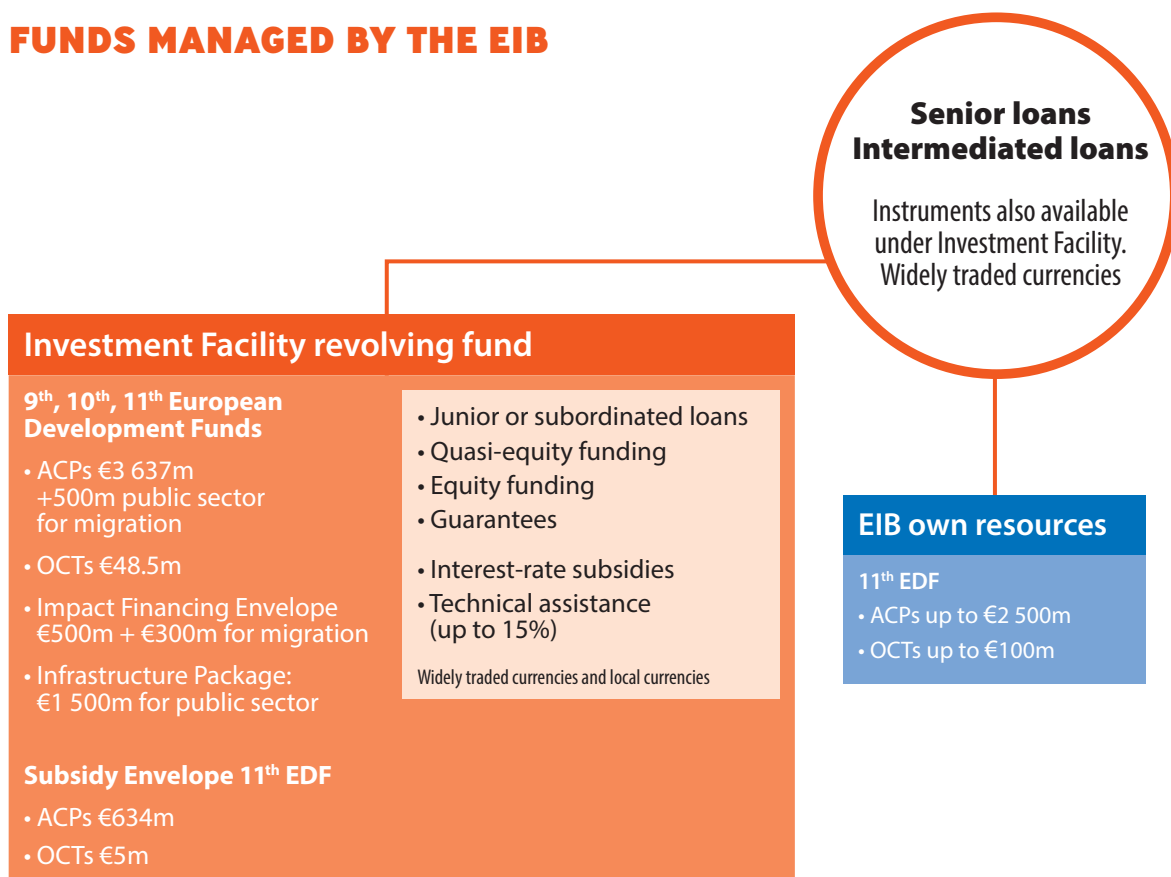 FUNDS MANAGED BY THE EIB
Senior loans
Intermediated loans
Instruments also available
under Investment Facility.
Widely traded currencies
Investment Facility revolving fund
9th, 10th, 11th European
Development Funds
• ACPs €3 637m
+500m public sector
for migration
• OCTs €48.5m
• Impact Financing Envelope
€500m + €300m for migration
• Infrastructure Package:
€1 500m for public sector
Subsidy Envelope 11th EDF
• ACPs €634m
• OCTs €5m
• Junior or subordinated loans
• Quasi-equity funding
• Equity funding
• Guarantees
• Interest-rate subsidies
• Technical assistance
(up to 15%)
Widely traded currencies and local currencies
EIB own resources
11th EDF
• ACPs up to €2 500m
• OCTs up to €100m